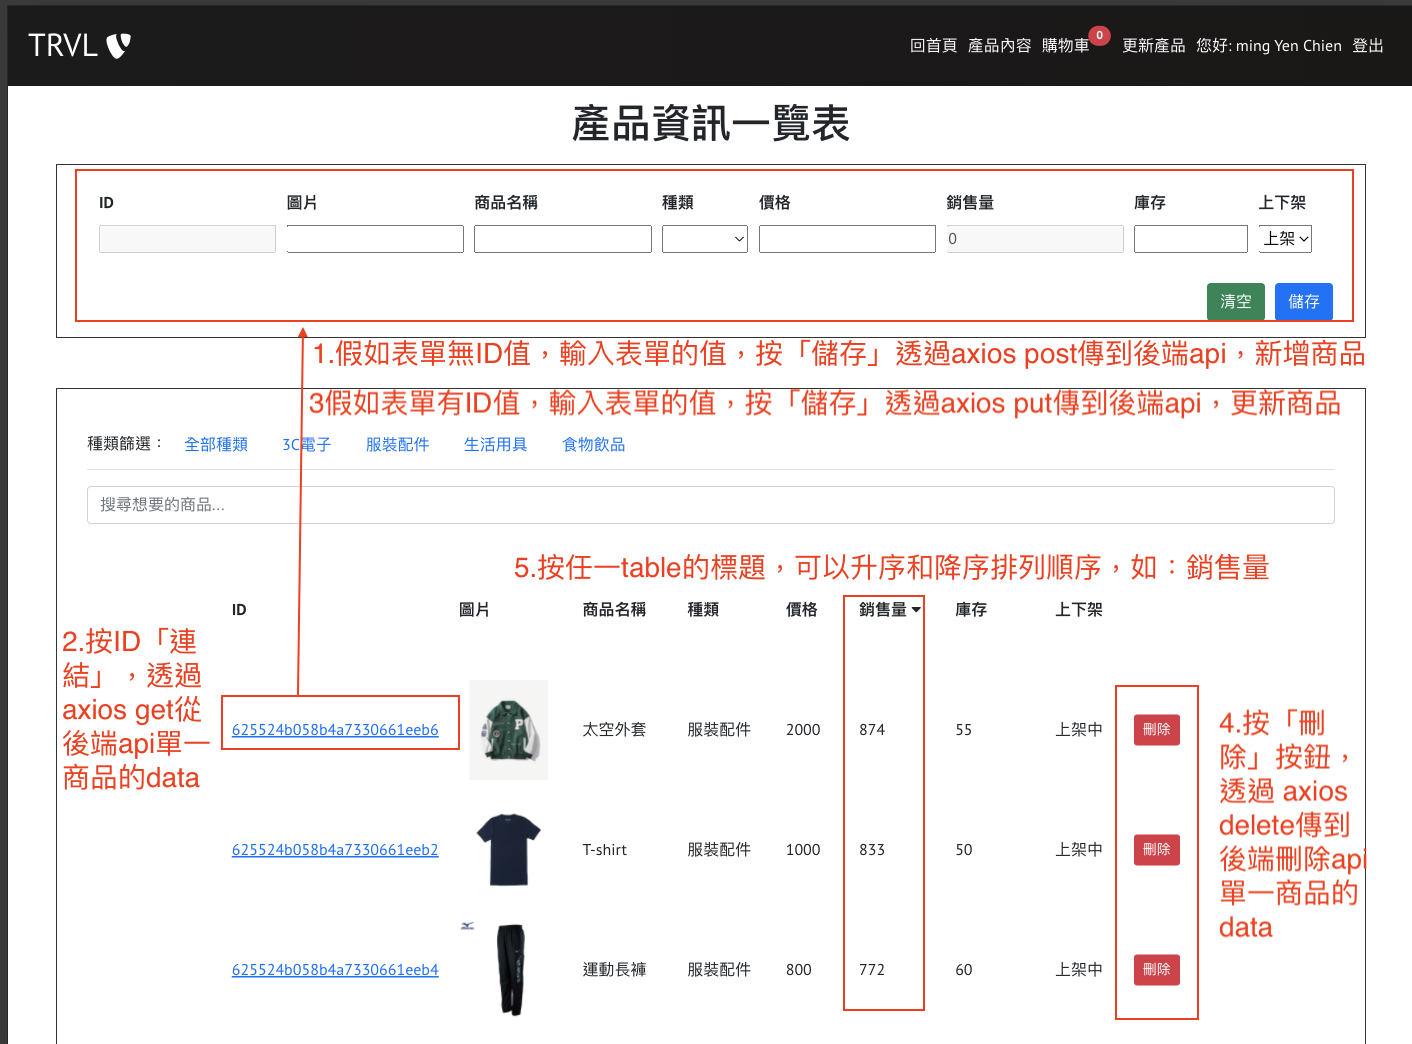 TRVL
回首頁 產品內容 購物車 0 更新產品 您好: ming Yen Chien 登出
產品資訊一覽表
ID 圖片 商品名稱 種類 價格 銷售量 庫存 上下架
0 上架
清空 儲存
1.假如表單無ID值，輸入表單的值，按「儲存」透過axios post傳到後端api，新增商品
3假如表單有ID值，輸入表單的值，按「儲存」透過axios put傳到後端api，更新商品
種類篩選： 全部種類 3C電子 服裝配件 生活用具 食物飲品
搜尋想要的商品...
5.按任一table的標題，可以升序和降序排列順序，如：銷售量
ID 圖片 商品名稱 種類 價格 銷售量 庫存 上下架
2.按ID「連
結」，透過
axios get從
後端api單一
商品的data
625524b058b4a7330661eeb6 太空外套 服裝配件 2000 874 55 上架中 刪除
625524b058b4a7330661eeb2 T-shirt 服裝配件 1000 833 50 上架中 刪除
625524b058b4a7330661eeb4 運動長褲 服裝配件 800 772 60 上架中 刪除
4.按「刪
除」按鈕，
透過 axios
delete傳到
後端刪除api
單一商品的
data